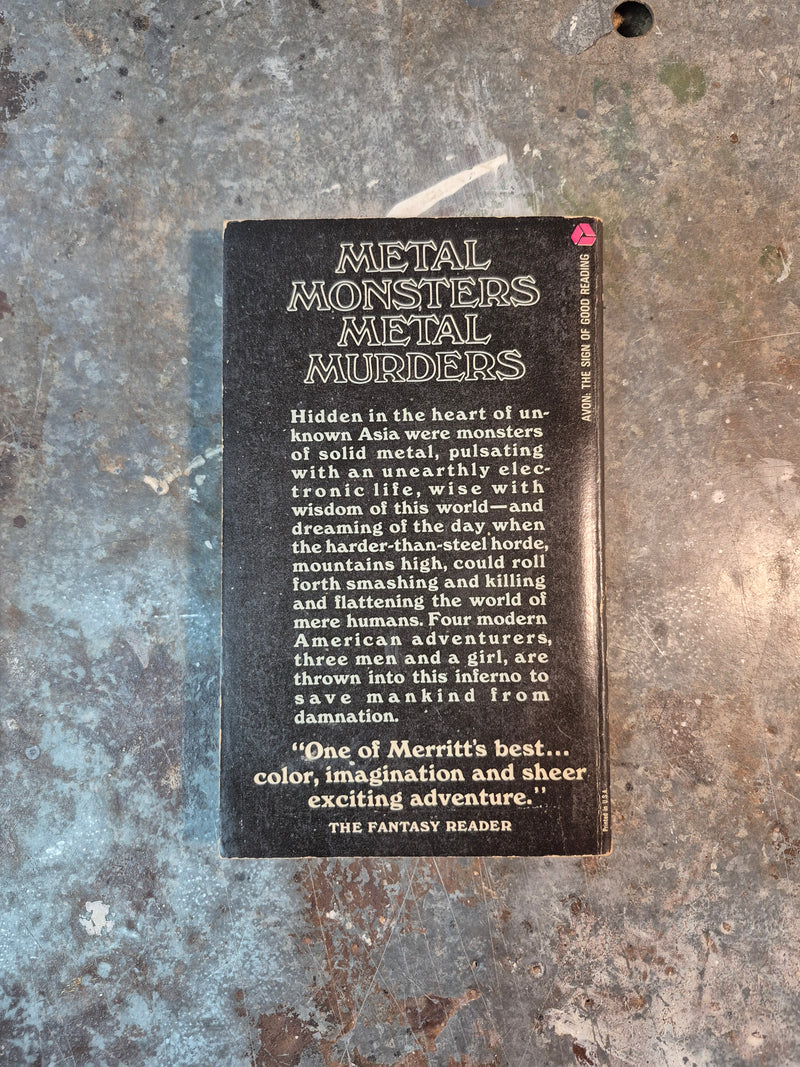 METAL
MONSTERS
METAL
MURDERS
Hidden in the heart of un-
known Asia were monsters
of solid metal, pulsating
with an unearthly elec-
tronic life, wise with
wisdom of this world—and
dreaming of the day when
the harder-than-steel horde,
mountains high, could roll
forth smashing and killing
and flattening the world of
mere humans. Four modern
American adventurers,
three men and a girl, are
thrown into this inferno to
save mankind from
damnation.
"One of Merritt's best...
color, imagination and sheer
exciting adventure."
THE FANTASY READER
AVON: THE SIGN OF GOOD READING
Printed in U.S.A.